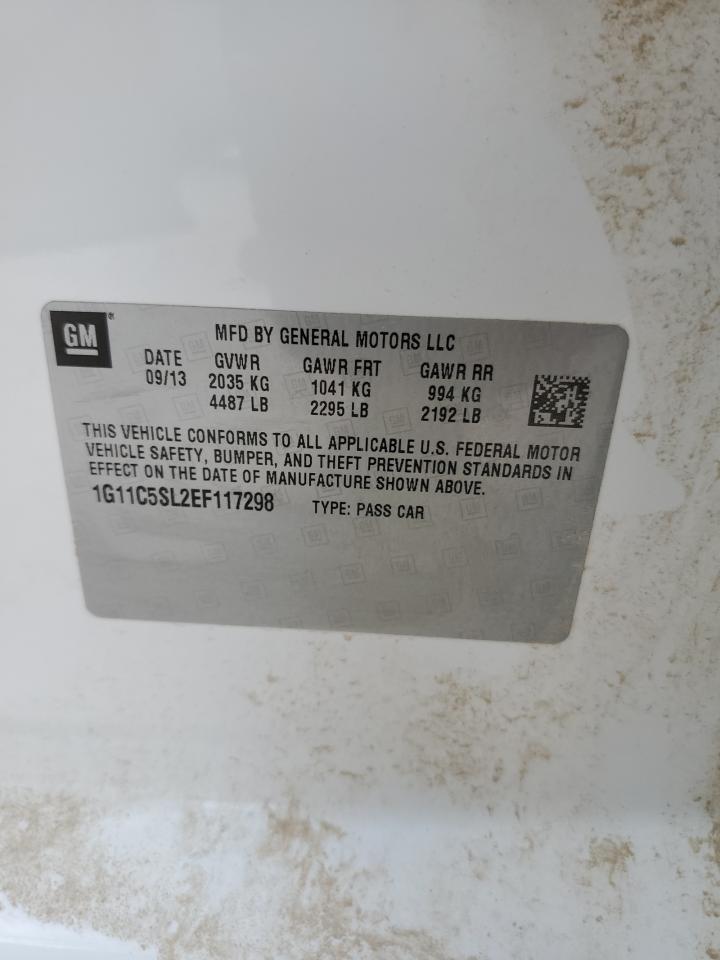 GM
MFD BY GENERAL MOTORS LLC
DATE GVWR GAWR FRT GAWR RR
09/13 2035 KG 1041 KG 994 KG
4487 LB 2295 LB 2192 LB
THIS VEHICLE CONFORMS TO ALL APPLICABLE U.S. FEDERAL MOTOR
VEHICLE SAFETY, BUMPER, AND THEFT PREVENTION STANDARDS IN
EFFECT ON THE DATE OF MANUFACTURE SHOWN ABOVE.
1G11C5SL2EF117298 TYPE: PASS CAR